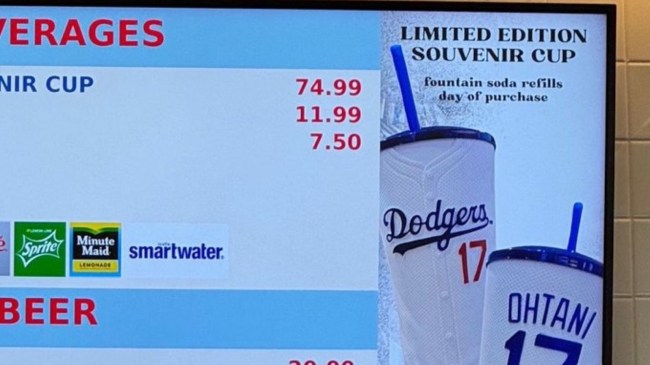 VERAGES
NIR CUP 74.99
11.99
7.50
Sprite
Minute
Maid
LEMONADE
smartwater
BEER
LIMITED EDITION
SOUVENIR CUP
fountain soda refills
day of purchase
Dodgers
17
OHTANI
17